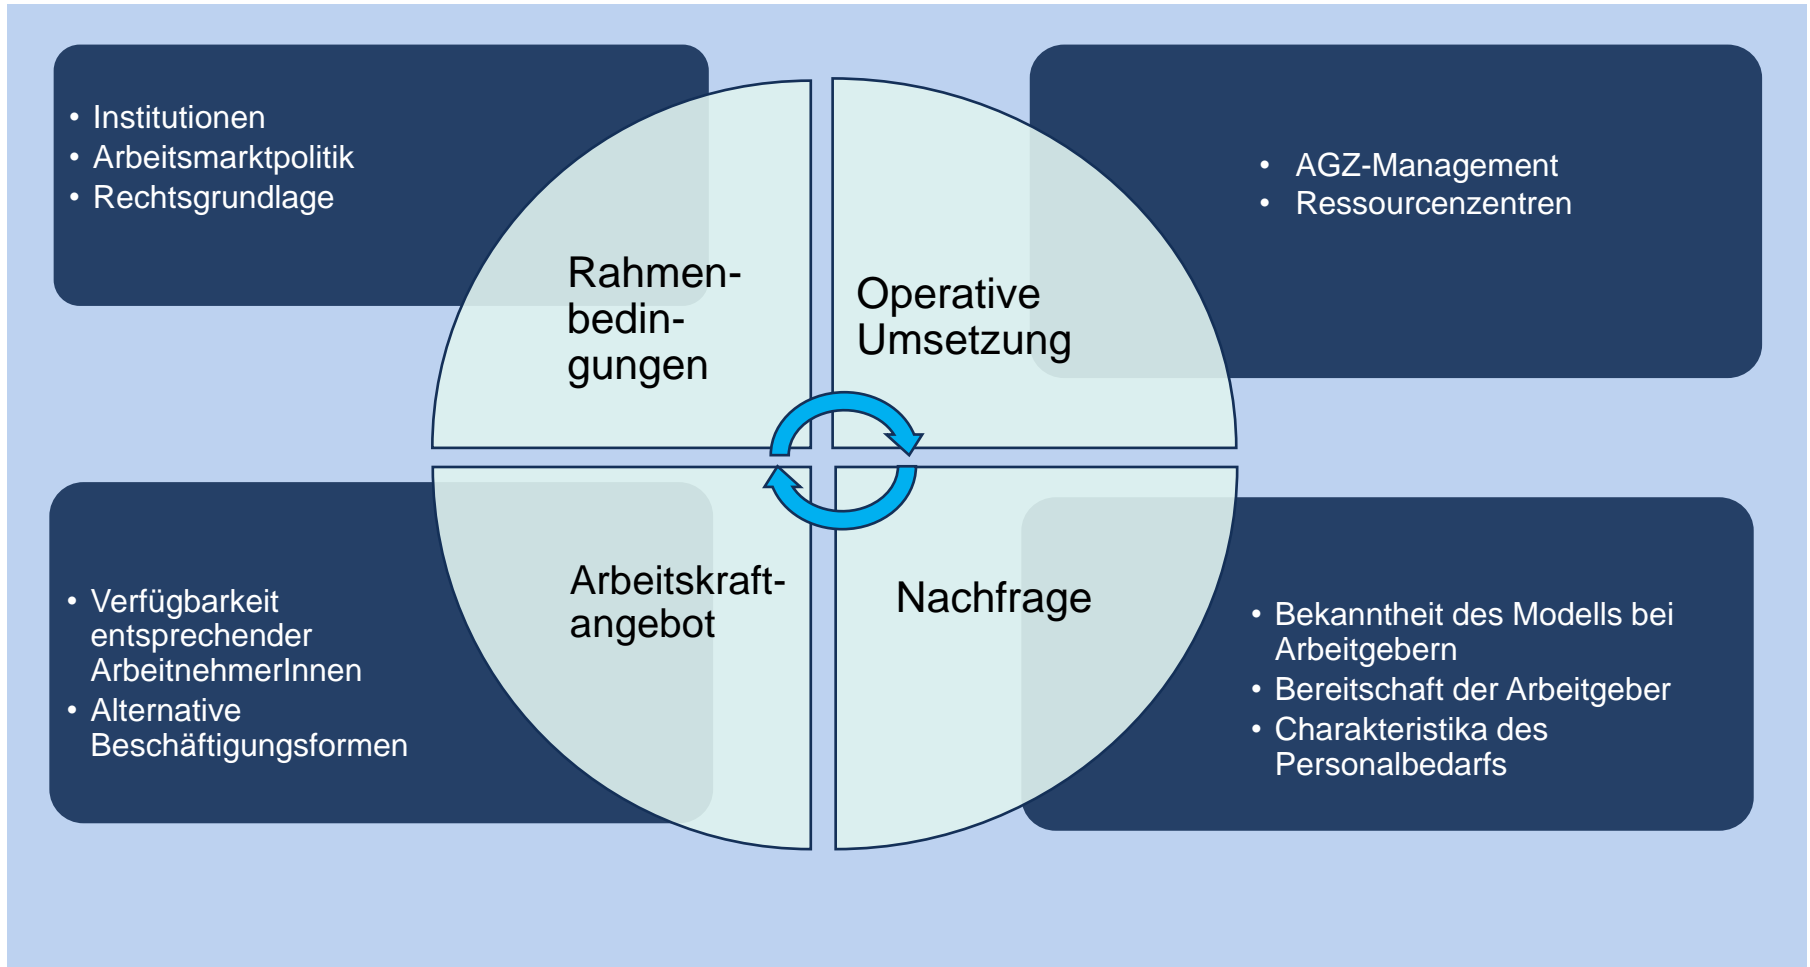 • Institutionen
• Arbeitsmarktpolitik
• Rechtsgrundlage
Rahmen-
bedin-
gungen
• AGZ-Management
• Ressourcenzentren
Operative
Umsetzung
• Verfügbarkeit
entsprechender
ArbeitnehmerInnen
• Alternative
Beschäftigungsformen
Arbeitskraft-
angebot
Nachfrage
• Bekanntheit des Modells bei
Arbeitgebern
• Bereitschaft der Arbeitgeber
• Charakteristika des
Personalbedarfs